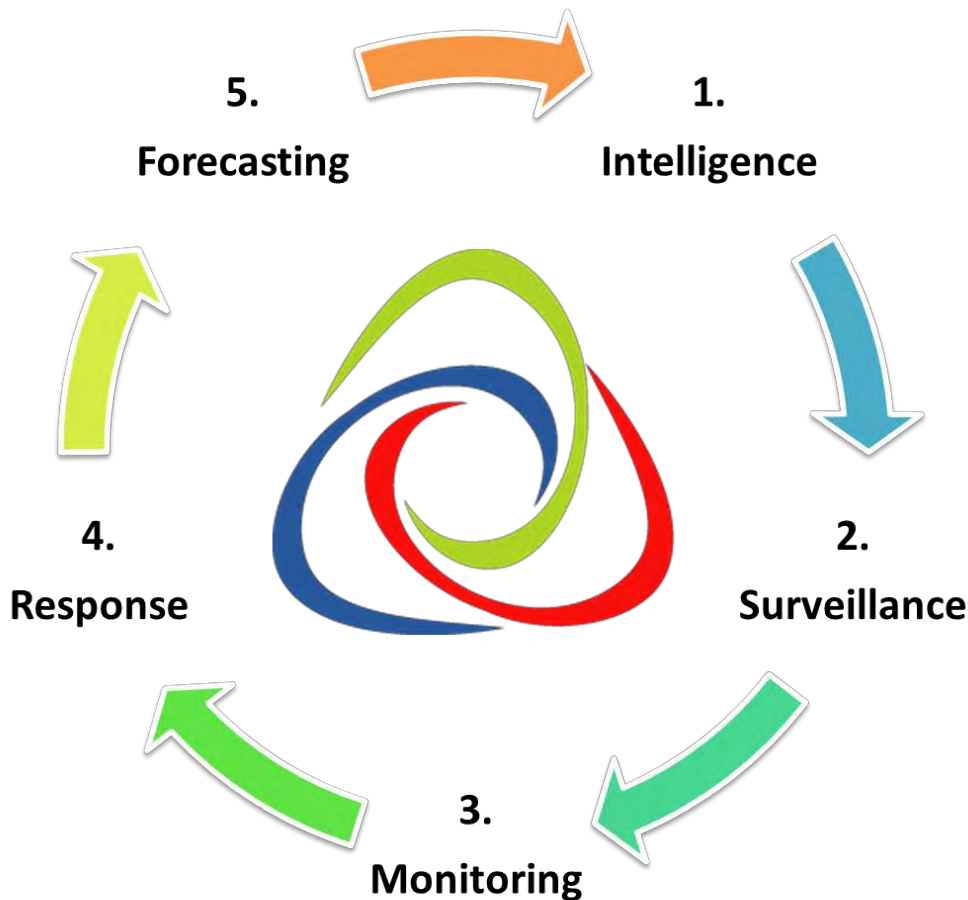 1.
Intelligence
2.
Surveillance
3.
Monitoring
4.
Response
5.
Forecasting